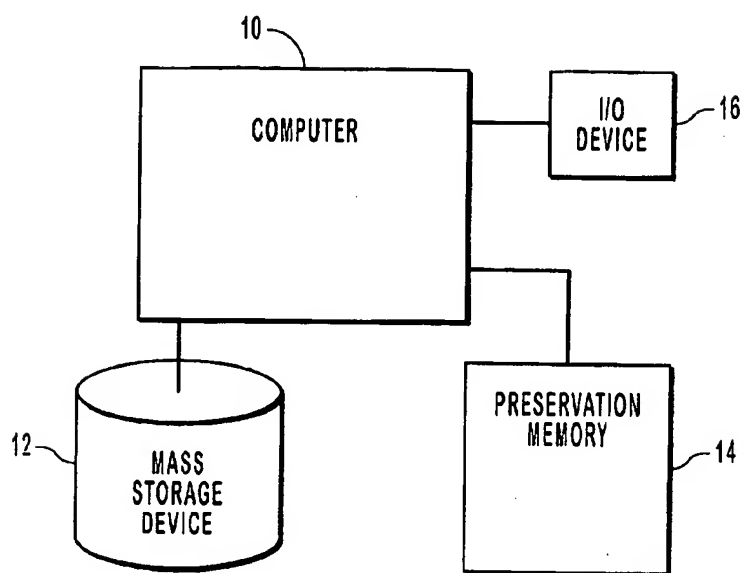 10
COMPUTER
I/O
DEVICE
16
PRESERVATION
MEMORY
14
12
MASS
STORAGE
DEVICE